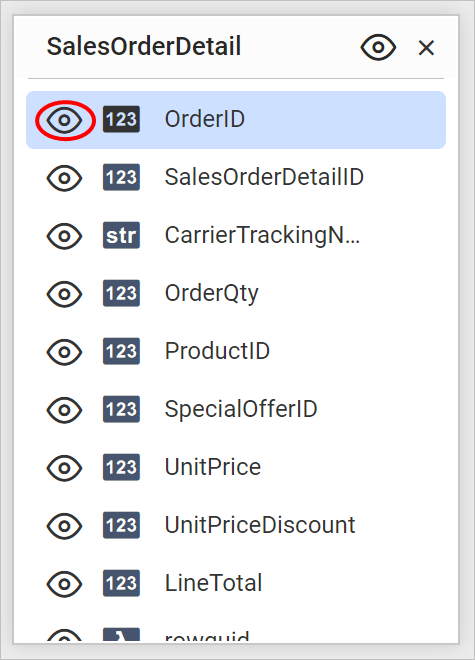 SalesOrderDetail
123 OrderID
123 SalesOrderDetailID
str CarrierTrackingN...
123 OrderQty
123 ProductID
123 SpecialOfferID
123 UnitPrice
123 UnitPriceDiscount
123 LineTotal
rowguid